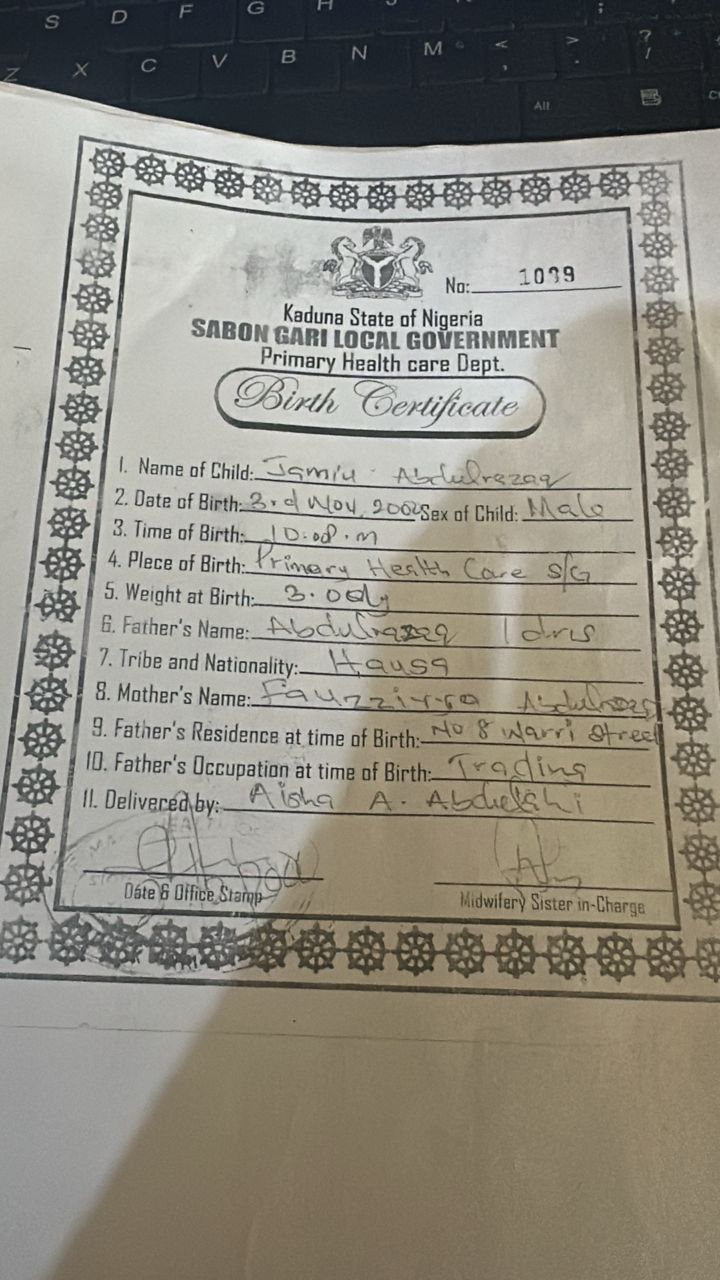 S D F G H
Z X C V B N M < , > . ? /
Alt
No: 1039
Kaduna State of Nigeria
SABON GARI LOCAL GOVERNMENT
Primary Health care Dept.
Birth Certificate
1. Name of Child: Jamiu Abdulrazaq
2. Date of Birth: 3rd Nov, Sex of Child: Male
3. Time of Birth: 10.
4. Plece of Birth: Primary Health Care S/G
5. Weight at Birth:
6. Father's Name: Abdulrazaq Idris
7. Tribe and Nationality: Hausa
8. Mother's Name:
9. Father's Residence at time of Birth: No 8 Warri Street
10. Father's Occupation at time of Birth: Trading
11. Delivered by: Aisha A. Abdulahi
Date & Office Stamp
Midwifery Sister in-Charge